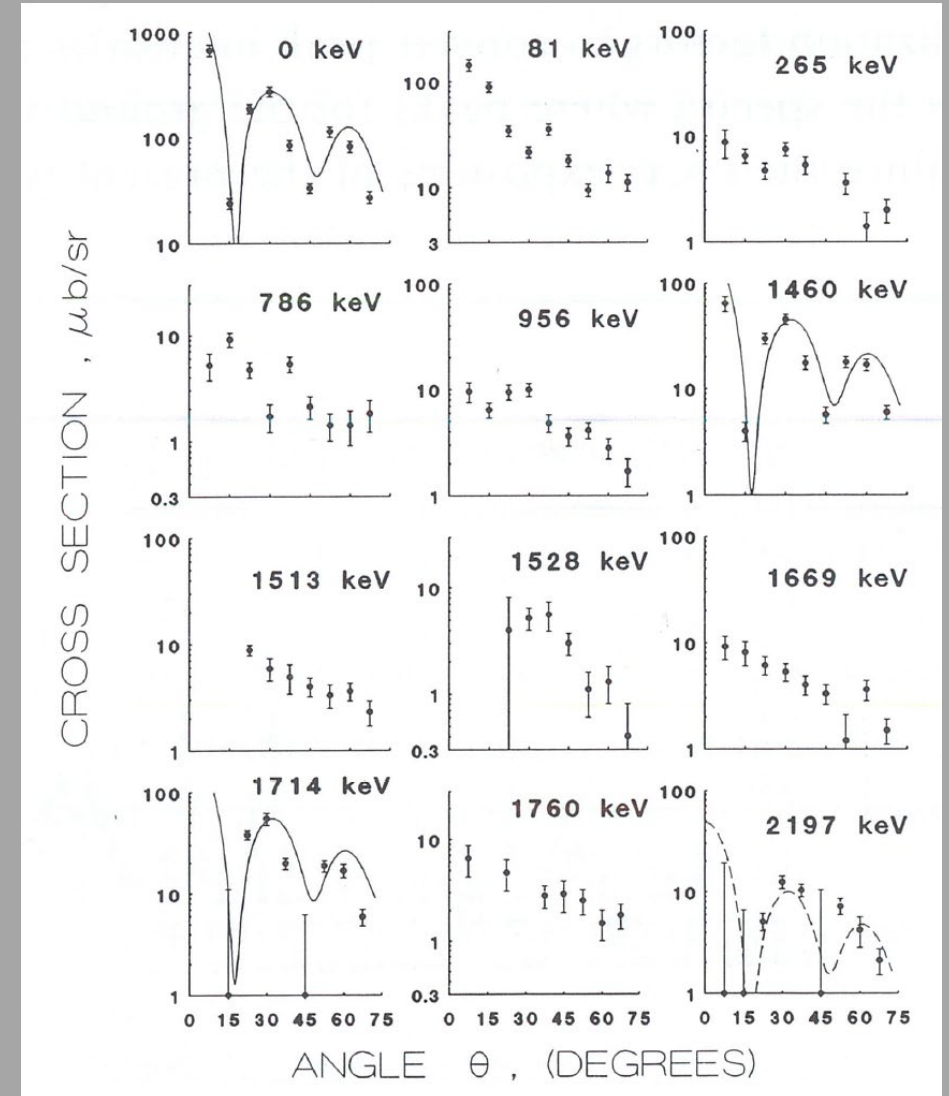 1000
100
10
0 keV
100
10
3
81 keV
100
10
1
265 keV
10
1
0.3
786 keV
100
10
1
956 keV
100
10
1
1460 keV
100
10
1
1513 keV
10
1
0.3
1528 keV
100
10
1
1669 keV
100
10
1
1714 keV
10
1
0.3
1760 keV
100
10
1
2197 keV
0 15 30 45 60 75
0 15 30 45 60 75
0 15 30 45 60 75
CROSS SECTION , μb/sr
ANGLE θ , (DEGREES)